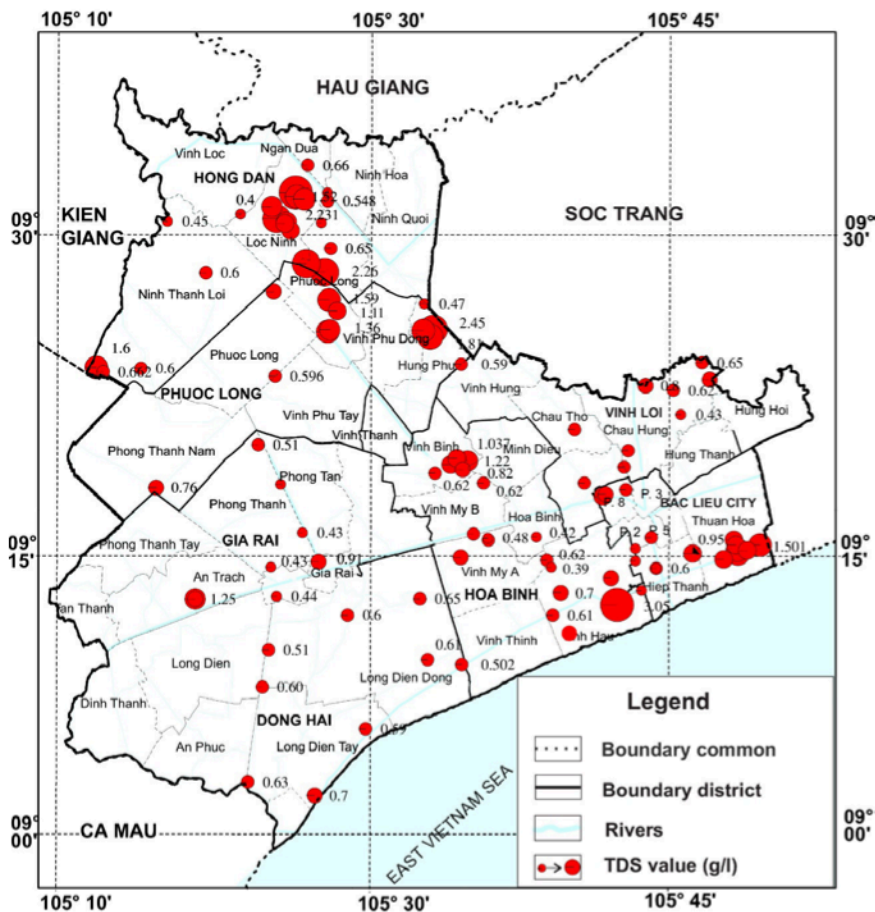 105° 10'
105° 30'
105° 45'
HAU GIANG
Ngan Dua
Vinh Loc
0.66
Ninh Hoa
HONG DAN
1.52
0.548
0.4
2.231
Ninh Quoi
09°
30'
KIEN
GIANG
0.45
SOC TRANG
09°
30'
Loc Ninh
0.65
0.6
2.26
Ninh Thanh Loi
Phuoc Long
1.59
0.47
1.11
2.45
1.36
Vinh Phu Dong
.81
1.6
0.662
0.6
Phuoc Long
Hung Phu
0.59
0.65
0.596
Vinh Hung
0.8
0.62
PHUOC LONG
VINH LOI
0.43
Hung Hoi
Chau Tho
Chau Hung
Vinh Phu Tay
Vinh Thanh
Phong Thanh Nam
0.51
Vinh Binh
1.037
Minh Dieu
Hung Thanh
1.22
Phong Tan
0.82
0.62
0.62
0.76
Phong Thanh
P. 8
P. 3
BAC LIEU CITY
Vinh My B
Hoa Binh
Thuan Hoa
0.43
0.48
0.42
P.2
P. 5
0.95
1.501
Phong Thanh Tay
GIA RAI
09°
15'
0.43
0.91
Gia Rai
0.62
0.39
0.6
09°
15'
An Trach
Vinh My A
Hiep Thanh
1.25
0.44
0.65
HOA BINH
0.7
3.05
0.6
0.61
Vinh Thinh
Long Dien
0.51
0.61
0.502
Long Dien Dong
0.60
Dinh Thanh
DONG HAI
0.59
An Phuc
Long Dien Tay
0.63
0.7
EAST VIETNAM SEA
09°
00'
CA MAU
09°
00'
Legend
Boundary common
Boundary district
Rivers
TDS value (g/l)
105° 10'
105° 30'
105° 45'